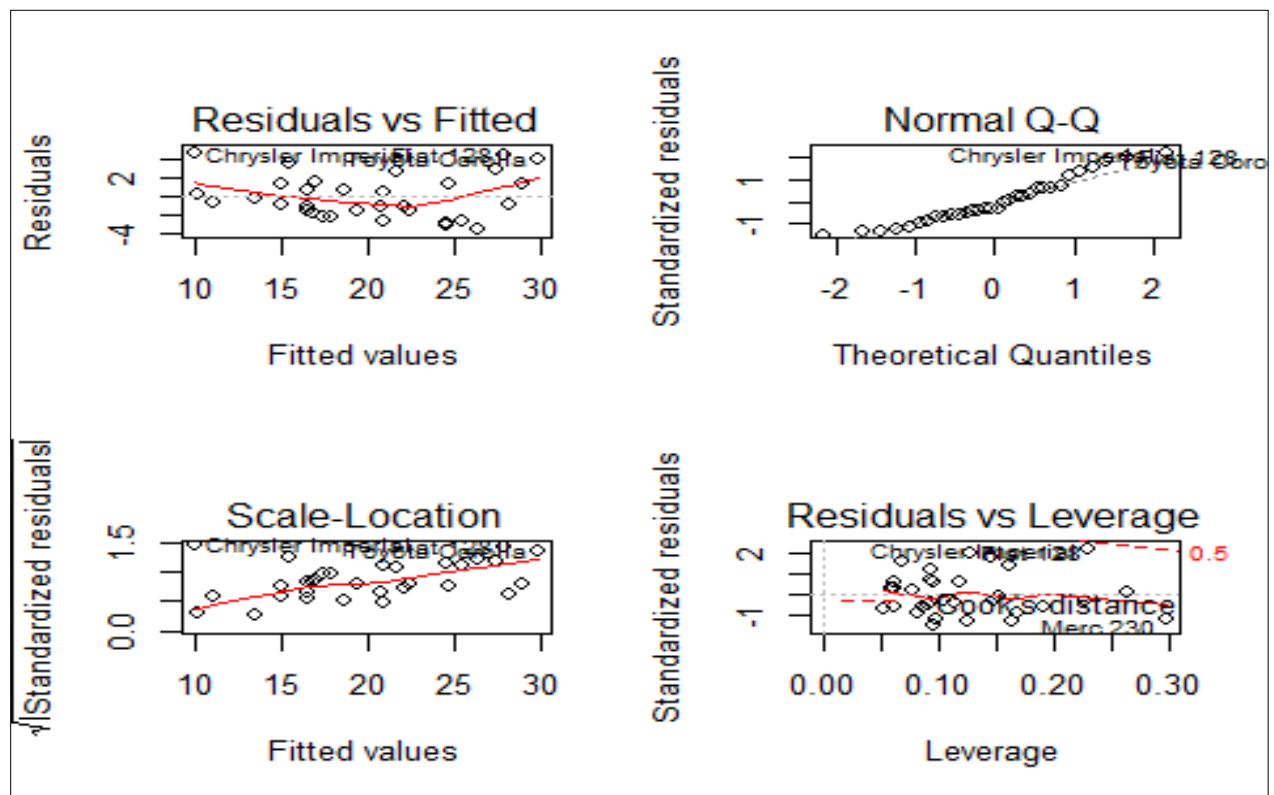 Residuals vs Fitted
Residuals
Chrysler Imperial
Fiat 128
Toyota Corolla
2
-4
10 15 20 25 30
Fitted values
Normal Q-Q
Standardized residuals
Chrysler Imperial
Fiat 128
Toyota Coro
1
-1
-2 -1 0 1 2
Theoretical Quantiles
Scale-Location
√|Standardized residuals|
Chrysler Imperial
Toyota Corolla
1.5
0.0
10 15 20 25 30
Fitted values
Residuals vs Leverage
Standardized residuals
Chrysler Imperial
2
-1
0.5
Cook's distance
Merc 230
0.00 0.10 0.20 0.30
Leverage